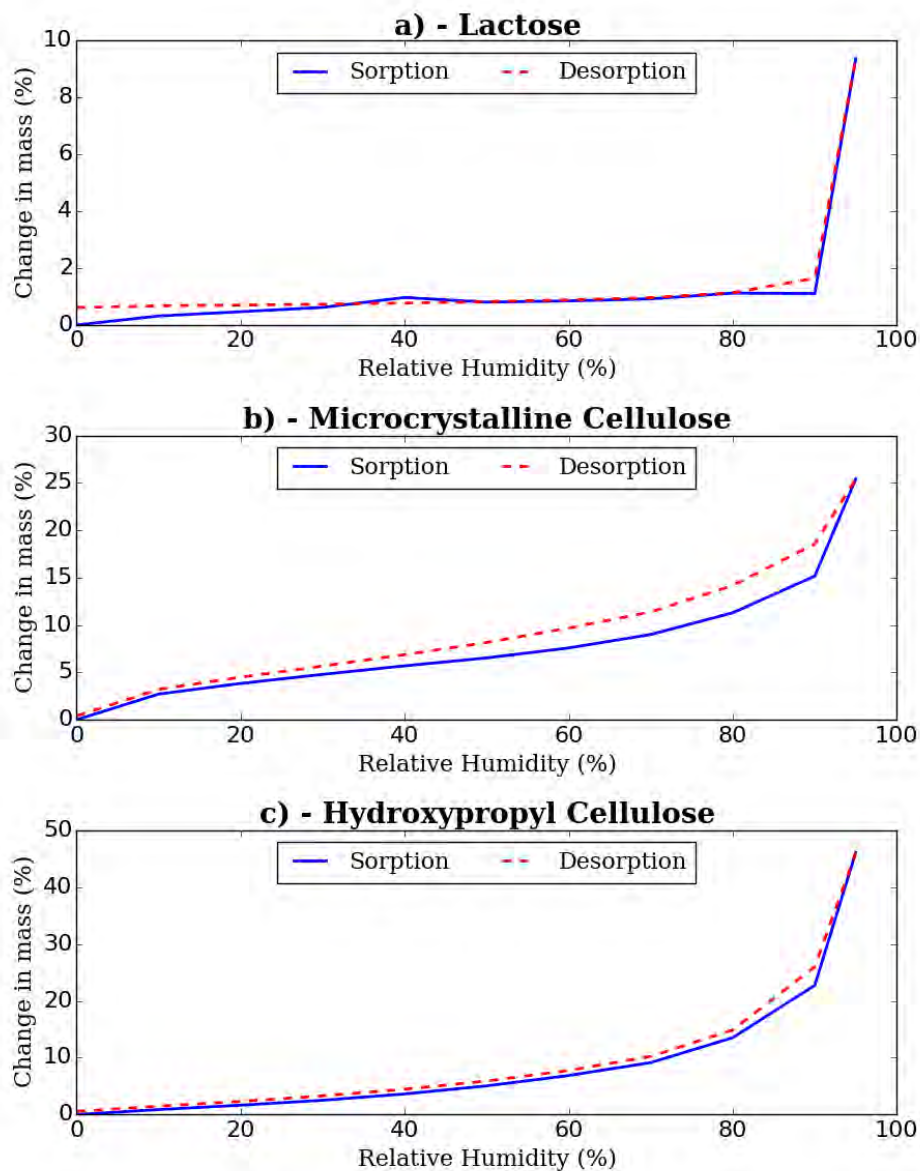 a) - Lactose
10
8
6
4
2
0
Change in mass (%)
Sorption Desorption
0 20 40 60 80 100
Relative Humidity (%)
b) - Microcrystalline Cellulose
30
25
20
15
10
5
0
Change in mass (%)
Sorption Desorption
0 20 40 60 80 100
Relative Humidity (%)
c) - Hydroxypropyl Cellulose
50
40
30
20
10
0
Change in mass (%)
Sorption Desorption
0 20 40 60 80 100
Relative Humidity (%)